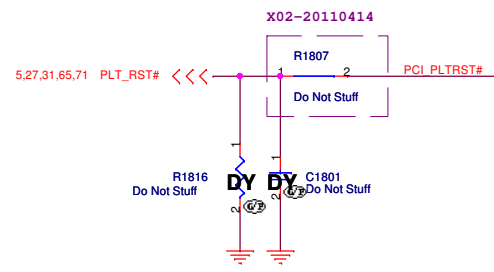 X02-20110414
R1807
5,27,31,65,71 PLT_RST#
1 2
PCI_PLTRST#
Do Not Stuff
1 1
R1816
Do Not Stuff
DY DY
C1801
Do Not Stuff
2 2
G/P G/P